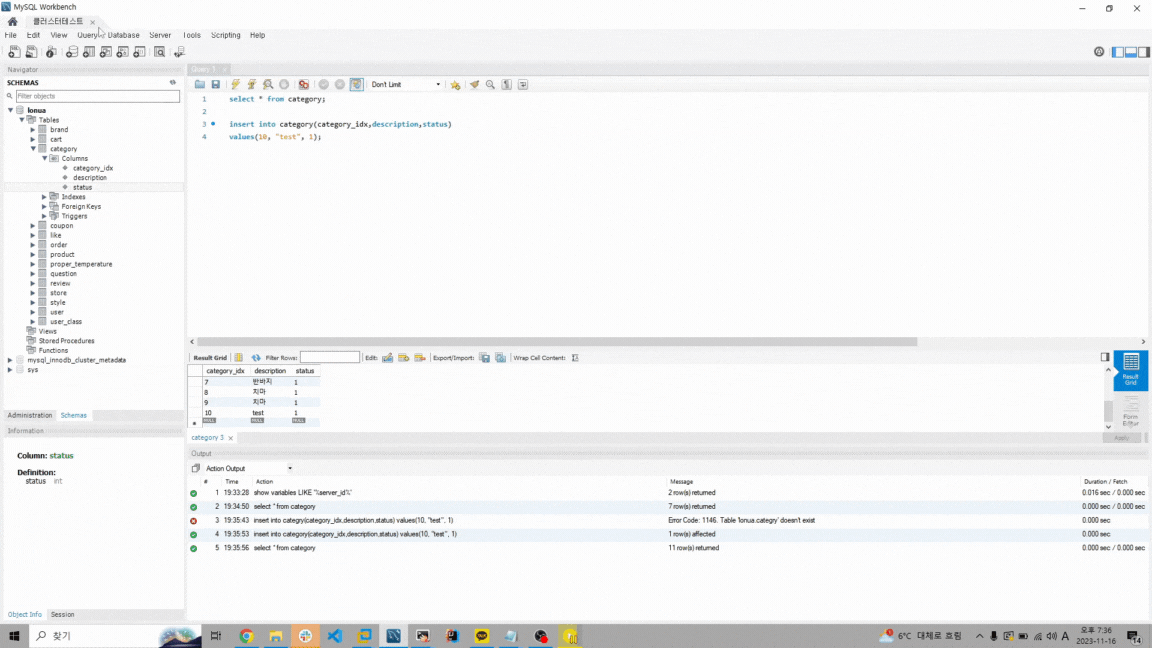 MySQL Workbench
클러스터테스트
File Edit View Query Database Server Tools Scripting Help
Navigator
SCHEMAS
Filter objects
lonua
Tables
brand
cart
category
Columns
category_idx
description
status
Indexes
Foreign Keys
Triggers
coupon
like
order
product
proper_temperature
question
review
store
style
user
user_class
Views
Stored Procedures
Functions
mysql_innodb_cluster_metadata
sys
Administration Schemas
Information
Column: status
Definition:
status int
Object Info Session
Query 1
Don't Limit
1 select * from category;
2
3 insert into category(category_idx,description,status)
4 values(10, "test", 1);
Result Grid Filter Rows: Edit: Export/Import: Wrap Cell Content:
category_idx description status
7 반바지 1
8 치마 1
9 치마 1
10 test 1
NULL NULL NULL
Result Grid
Form Editor
category 3
Apply
Output
Action Output
# Time Action Message Duration / Fetch
1 19:33:28 show variables LIKE "%server_id%" 2 row(s) returned 0.016 sec / 0.000 sec
2 19:34:50 select * from category 7 row(s) returned 0.000 sec / 0.000 sec
3 19:35:43 insert into categry(category_idx,description,status) values(10, "test", 1) Error Code: 1146. Table 'lonua.categry' doesn't exist 0.000 sec
4 19:35:53 insert into category(category_idx,description,status) values(10, "test", 1) 1 row(s) affected 0.000 sec
5 19:35:56 select * from category 11 row(s) returned 0.000 sec / 0.000 sec
찾기
6°C 대체로 흐림
A
오후 7:36
2023-11-16
14